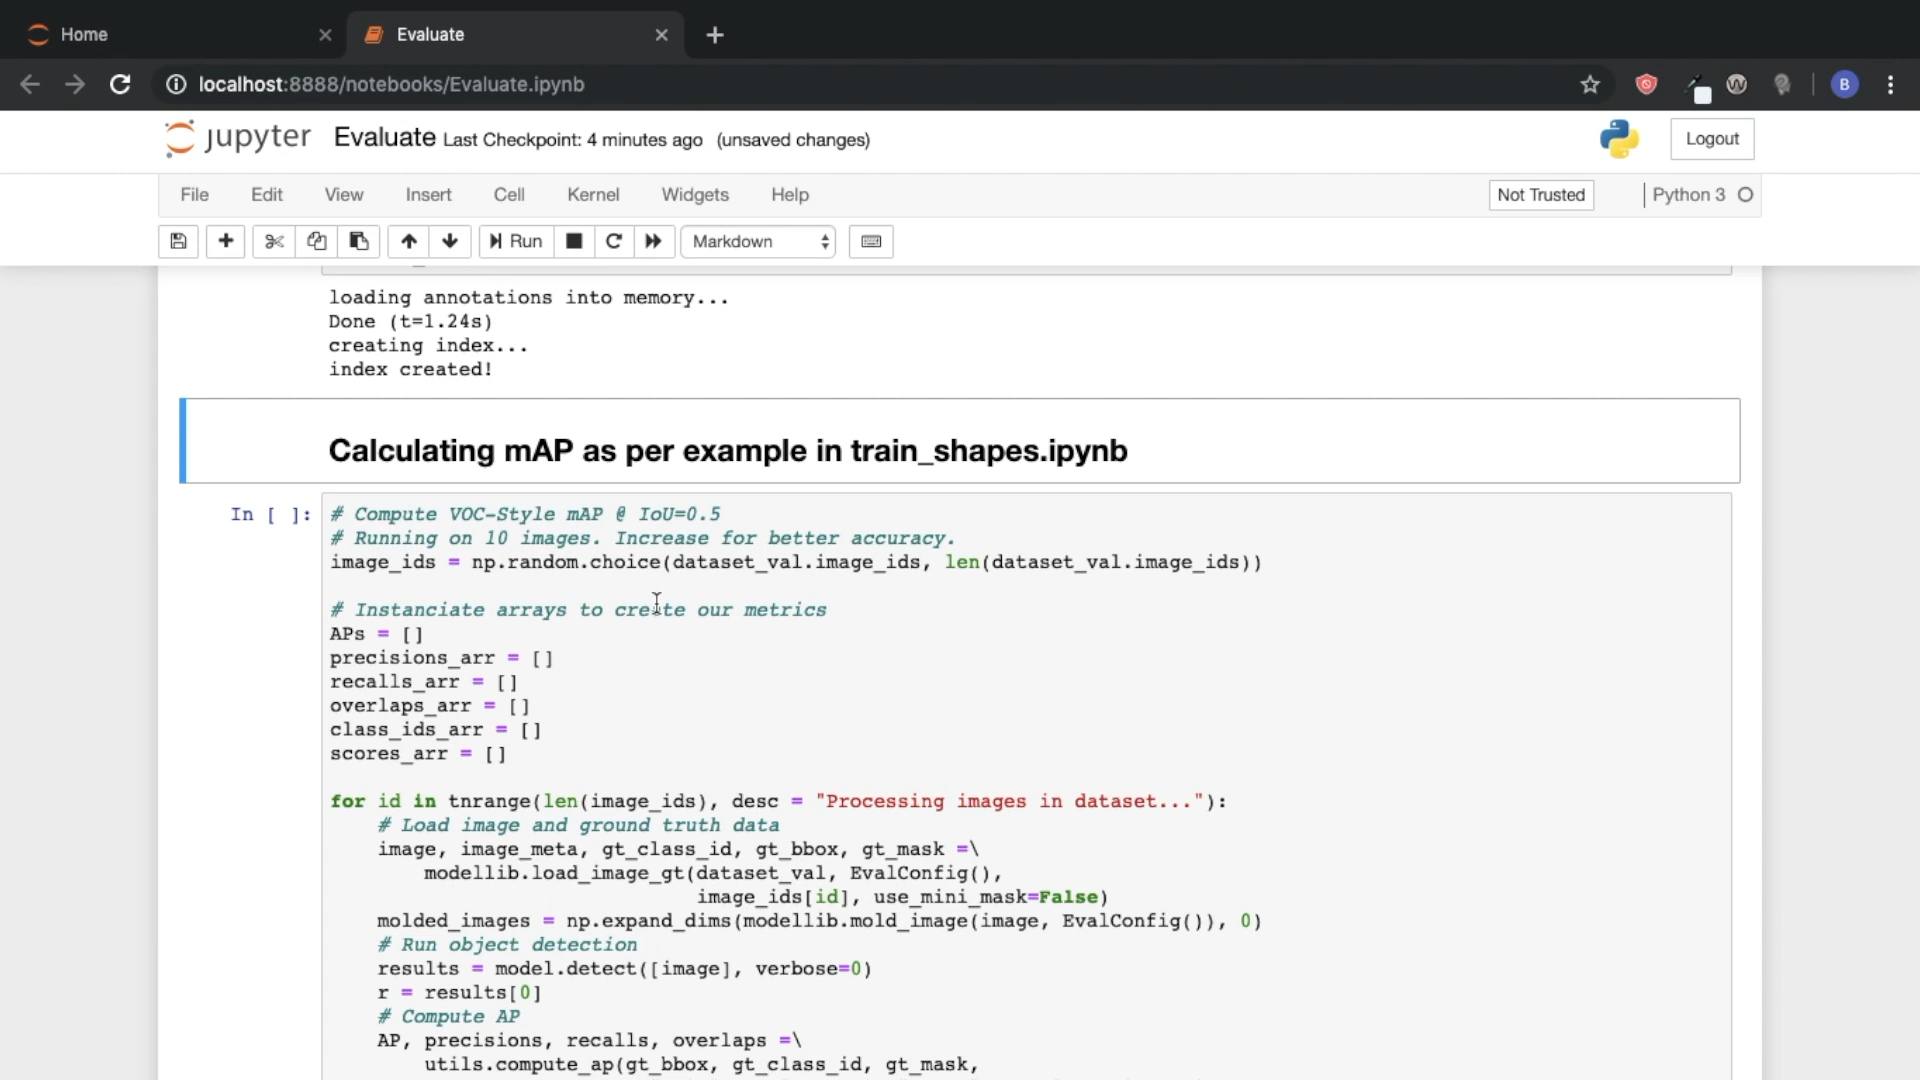 Home
Evaluate
localhost:8888/notebooks/Evaluate.ipynb
B
jupyter Evaluate Last Checkpoint: 4 minutes ago (unsaved changes)
Logout
File Edit View Insert Cell Kernel Widgets Help
Not Trusted
Python 3
Run
Markdown
loading annotations into memory...
Done (t=1.24s)
creating index...
index created!
Calculating mAP as per example in train_shapes.ipynb
In [ ]:
# Compute VOC-Style mAP @ IoU=0.5
# Running on 10 images. Increase for better accuracy.
image_ids = np.random.choice(dataset_val.image_ids, len(dataset_val.image_ids))
# Instanciate arrays to create our metrics
APs = []
precisions_arr = []
recalls_arr = []
overlaps_arr = []
class_ids_arr = []
scores_arr = []
for id in tnrange(len(image_ids), desc = "Processing images in dataset..."):
# Load image and ground truth data
image, image_meta, gt_class_id, gt_bbox, gt_mask =\
modellib.load_image_gt(dataset_val, EvalConfig(),
image_ids[id], use_mini_mask=False)
molded_images = np.expand_dims(modellib.mold_image(image, EvalConfig()), 0)
# Run object detection
results = model.detect([image], verbose=0)
r = results[0]
# Compute AP
AP, precisions, recalls, overlaps =\
utils.compute_ap(gt_bbox, gt_class_id, gt_mask,